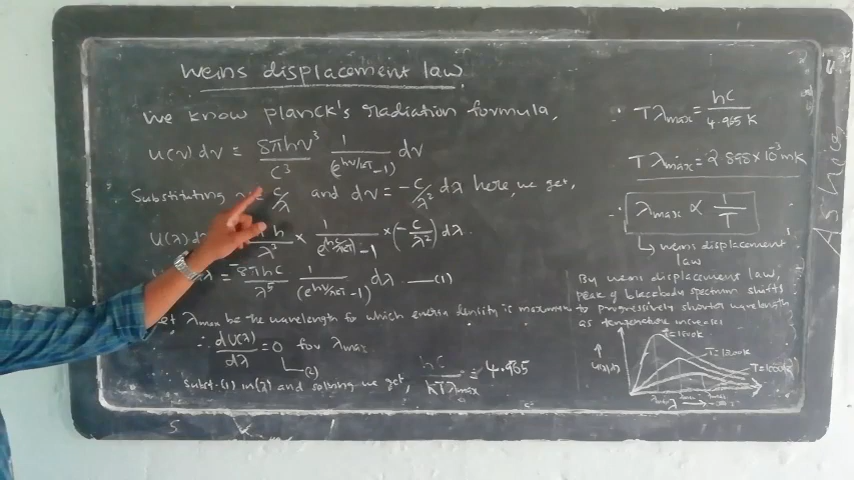 Weins displacement law
We know planck's radiation formula,
u(ν) dν = 8πhν³/c³ 1/(e^(hν/kT) -1) dν
Substituting c/λ and dν = -c/λ² dλ here, we get,
U(λ) d h/λ³ × 1/e^(hc/λkT) -1 × (-c/λ²) dλ.
λ = -8πhc/λ⁵ 1/(e^(hc/λkT) -1) dλ —(1)
λmax be the wavelength for which energy density is maximum
∴ dU(λ)/dλ = 0 for λmax
(2)
Subst. (1) in (2) and solving we get, hc/kTλmax = 4.965
∴ Tλmax = hc/4.965 K
Tλmax = 2.898 × 10⁻³ mK
∴ λmax ∝ 1/T
weins displacement
law
By weins displacement law,
peak of blackbody spectrum shifts
to progressively shorter wavelength
as temperature increases
T=1200K
T=1000K
λ
S